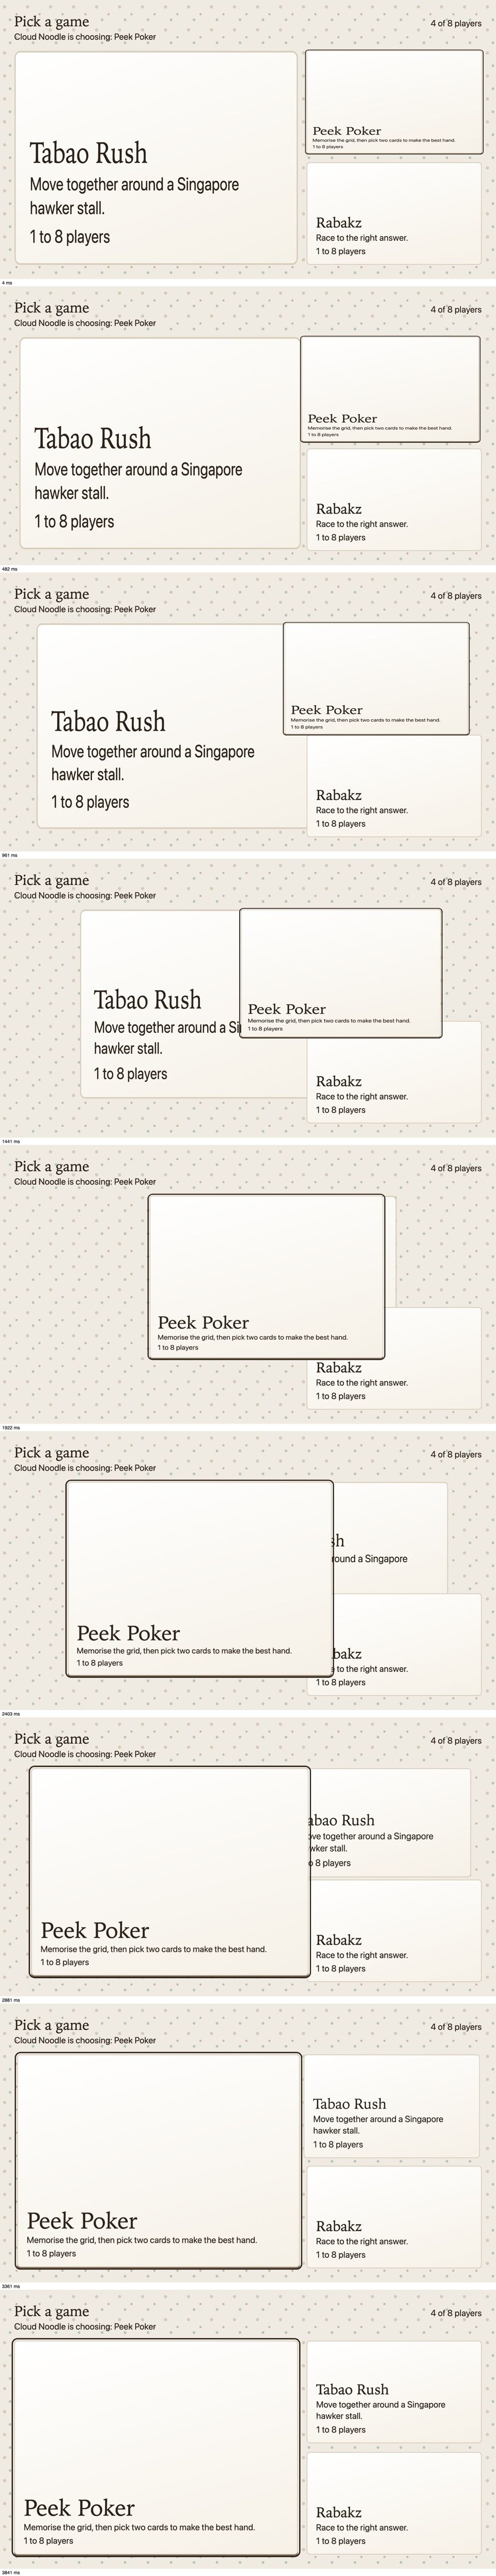 Pick a game
4 of 8 players
Cloud Noodle is choosing: Peek Poker
Tabao Rush
Move together around a Singapore
hawker stall.
1 to 8 players
Peek Poker
Memorise the grid, then pick two cards to make the best hand.
1 to 8 players
Rabakz
Race to the right answer.
1 to 8 players
4 ms
Pick a game
4 of 8 players
Cloud Noodle is choosing: Peek Poker
Tabao Rush
Move together around a Singapore
hawker stall.
1 to 8 players
Peek Poker
Memorise the grid, then pick two cards to make the best hand.
1 to 8 players
Rabakz
Race to the right answer.
1 to 8 players
482 ms
Pick a game
4 of 8 players
Cloud Noodle is choosing: Peek Poker
Tabao Rush
Move together around a Singapore
hawker stall.
1 to 8 players
Peek Poker
Memorise the grid, then pick two cards to make the best hand.
1 to 8 players
Rabakz
Race to the right answer.
1 to 8 players
961 ms
Pick a game
4 of 8 players
Cloud Noodle is choosing: Peek Poker
Tabao Rush
Move together around a Si
hawker stall.
1 to 8 players
Peek Poker
Memorise the grid, then pick two cards to make the best hand.
1 to 8 players
Rabakz
Race to the right answer.
1 to 8 players
1441 ms
Pick a game
4 of 8 players
Cloud Noodle is choosing: Peek Poker
Peek Poker
Memorise the grid, then pick two cards to make the best hand.
1 to 8 players
Rabakz
Race to the right answer.
1 to 8 players
1922 ms
Pick a game
4 of 8 players
Cloud Noodle is choosing: Peek Poker
Peek Poker
Memorise the grid, then pick two cards to make the best hand.
1 to 8 players
sh
round a Singapore
bakz
e to the right answer.
1 to 8 players
2403 ms
Pick a game
4 of 8 players
Cloud Noodle is choosing: Peek Poker
Peek Poker
Memorise the grid, then pick two cards to make the best hand.
1 to 8 players
abao Rush
ove together around a Singapore
wker stall.
o 8 players
Rabakz
Race to the right answer.
1 to 8 players
2881 ms
Pick a game
4 of 8 players
Cloud Noodle is choosing: Peek Poker
Peek Poker
Memorise the grid, then pick two cards to make the best hand.
1 to 8 players
Tabao Rush
Move together around a Singapore
hawker stall.
1 to 8 players
Rabakz
Race to the right answer.
1 to 8 players
3361 ms
Pick a game
4 of 8 players
Cloud Noodle is choosing: Peek Poker
Peek Poker
Memorise the grid, then pick two cards to make the best hand.
1 to 8 players
Tabao Rush
Move together around a Singapore
hawker stall.
1 to 8 players
Rabakz
Race to the right answer.
1 to 8 players
3841 ms